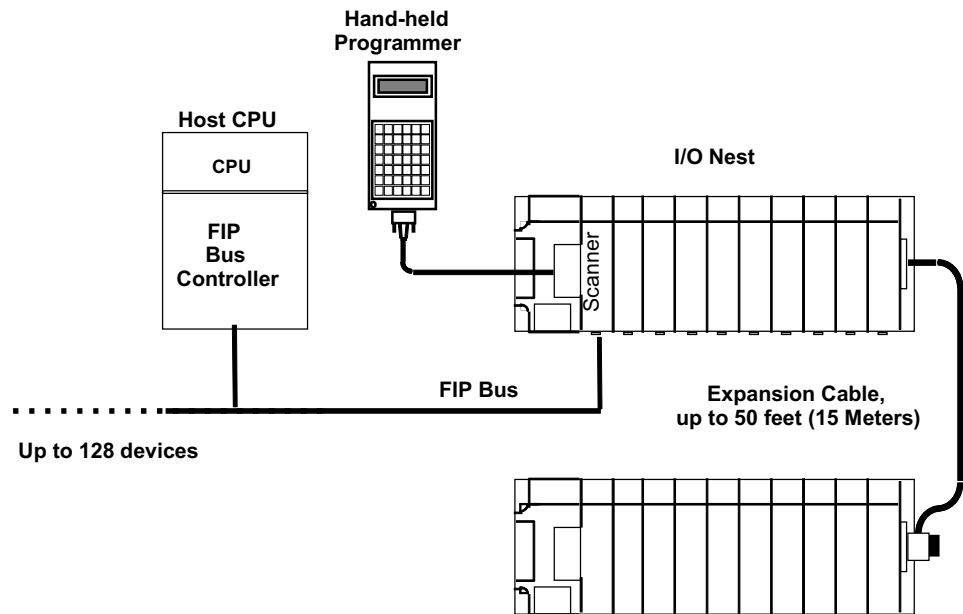 Hand-held
Programmer
Host CPU
CPU
FIP
Bus
Controller
I/O Nest
Scanner
FIP Bus
Expansion Cable,
up to 50 feet (15 Meters)
Up to 128 devices